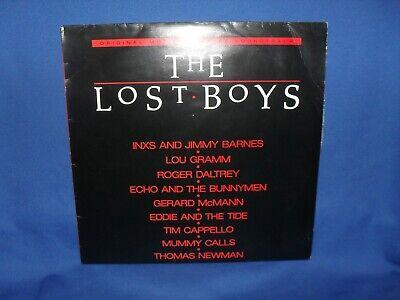 ORIGINAL MOTION PICTURE SOUNDTRACK
THE
LOST·BOYS
INXS AND JIMMY BARNES
LOU GRAMM
ROGER DALTREY
ECHO AND THE BUNNYMEN
GERARD McMANN
EDDIE AND THE TIDE
TIM CAPPELLO
MUMMY CALLS
THOMAS NEWMAN